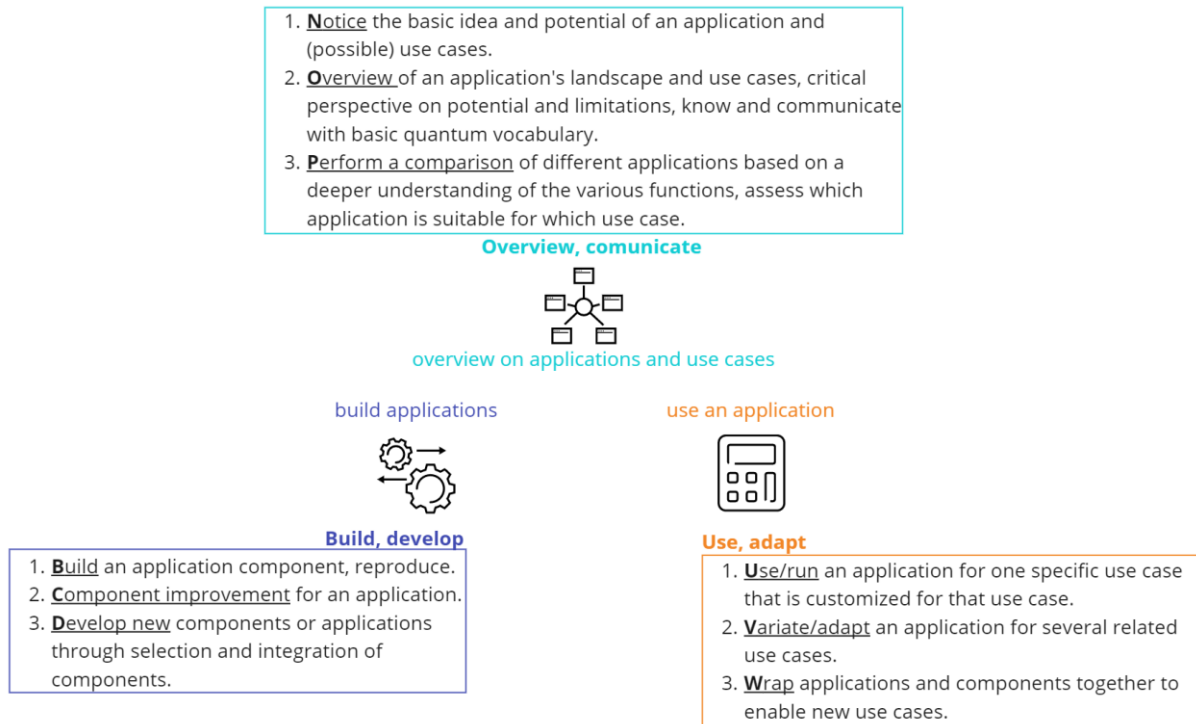 1. Notice the basic idea and potential of an application and
(possible) use cases.
2. Overview of an application's landscape and use cases, critical
perspective on potential and limitations, know and communicate
with basic quantum vocabulary.
3. Perform a comparison of different applications based on a
deeper understanding of the various functions, assess which
application is suitable for which use case.
Overview, comunicate
overview on applications and use cases
build applications
use an application
Build, develop
1. Build an application component, reproduce.
2. Component improvement for an application.
3. Develop new components or applications
through selection and integration of
components.
Use, adapt
1. Use/run an application for one specific use case
that is customized for that use case.
2. Variate/adapt an application for several related
use cases.
3. Wrap applications and components together to
enable new use cases.